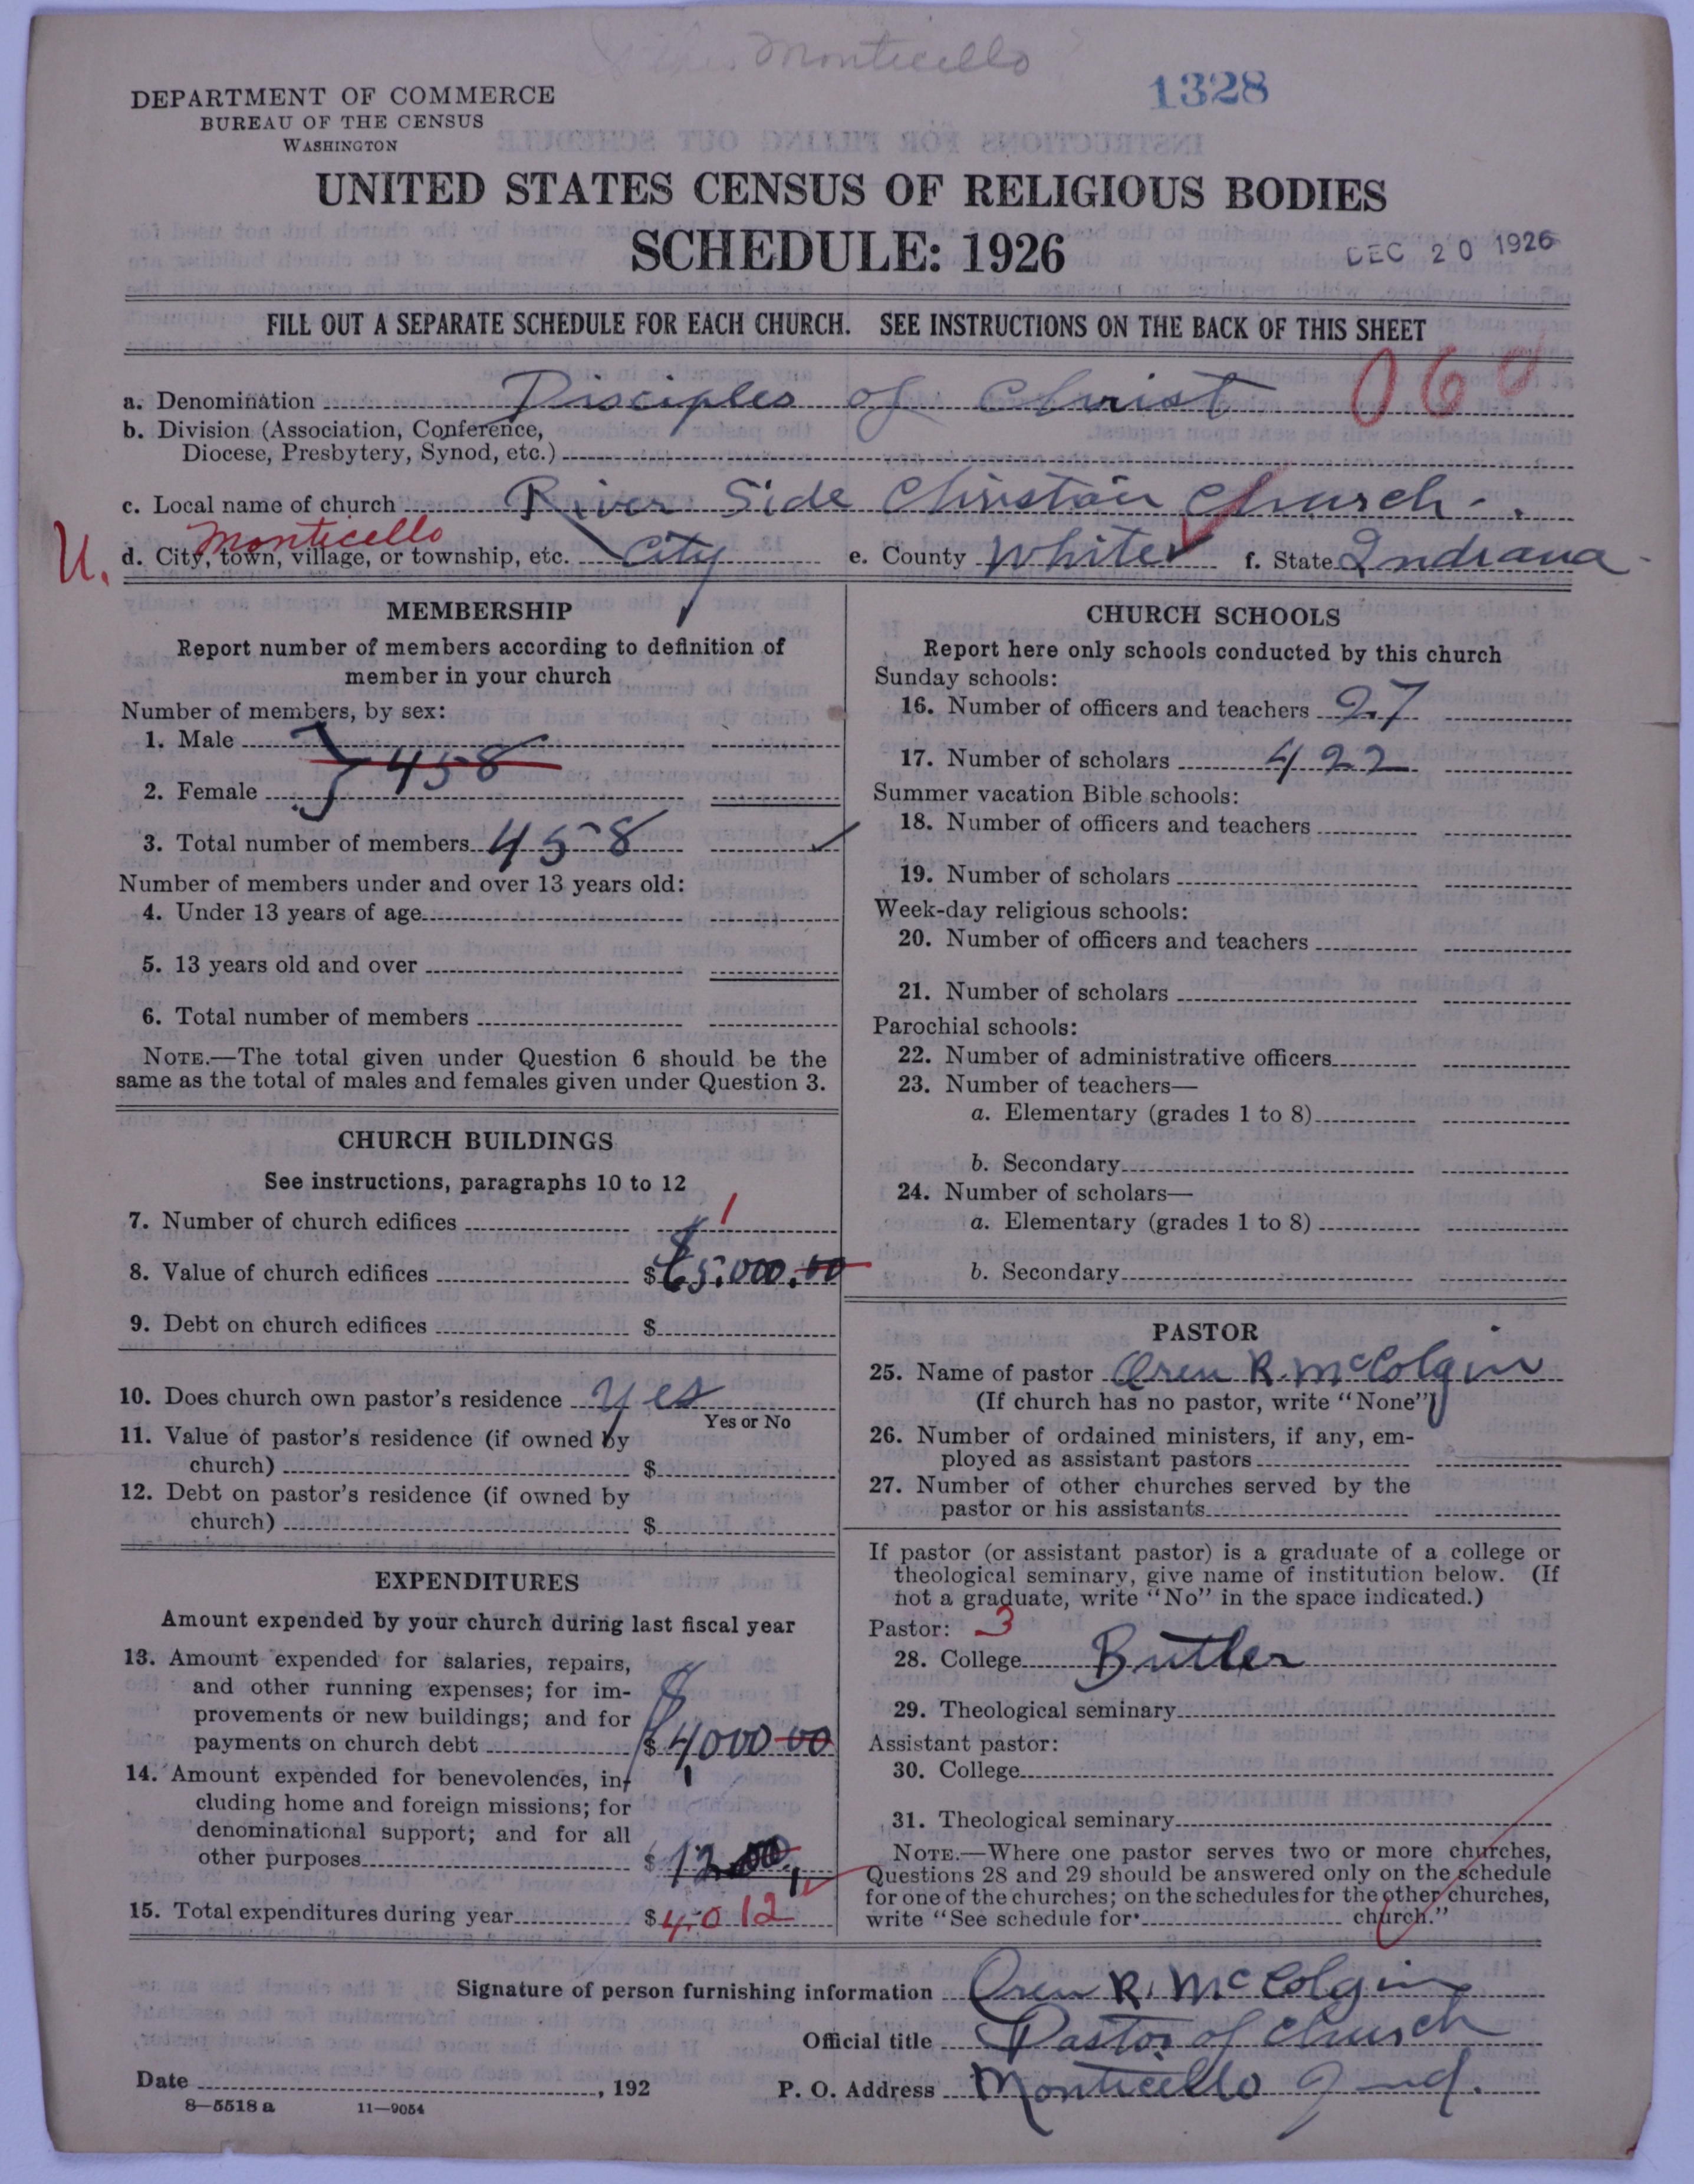 Monticello
1328
DEPARTMENT OF COMMERCE
BUREAU OF THE CENSUS
WASHINGTON
UNITED STATES CENSUS OF RELIGIOUS BODIES
SCHEDULE: 1926
DEC 20 1926
FILL OUT A SEPARATE SCHEDULE FOR EACH CHURCH. SEE INSTRUCTIONS ON THE BACK OF THIS SHEET
060
a. Denomination Disciples of Christ
b. Division (Association, Conference,
Diocese, Presbytery, Synod, etc.)
c. Local name of church River Side Christain Church.
U. Monticello
d. City, town, village, or township, etc. City e. County White f. State Indiana
MEMBERSHIP
Report number of members according to definition of
member in your church
Number of members, by sex:
1. Male
458
2. Female
3. Total number of members 458
Number of members under and over 13 years old:
4. Under 13 years of age
5. 13 years old and over
6. Total number of members
NOTE.—The total given under Question 6 should be the
same as the total of males and females given under Question 3.
CHURCH BUILDINGS
See instructions, paragraphs 10 to 12
7. Number of church edifices 1
8. Value of church edifices $65.000.00
9. Debt on church edifices $
10. Does church own pastor's residence yes
Yes or No
11. Value of pastor's residence (if owned by
church) $
12. Debt on pastor's residence (if owned by
church) $
EXPENDITURES
Amount expended by your church during last fiscal year
13. Amount expended for salaries, repairs,
and other running expenses; for im-
provements or new buildings; and for
payments on church debt $4000.00
14. Amount expended for benevolences, in-
cluding home and foreign missions; for
denominational support; and for all
other purposes $12.00
15. Total expenditures during year $4012
CHURCH SCHOOLS
Report here only schools conducted by this church
Sunday schools:
16. Number of officers and teachers 27
17. Number of scholars 422
Summer vacation Bible schools:
18. Number of officers and teachers
19. Number of scholars
Week-day religious schools:
20. Number of officers and teachers
21. Number of scholars
Parochial schools:
22. Number of administrative officers
23. Number of teachers—
a. Elementary (grades 1 to 8)
b. Secondary
24. Number of scholars—
a. Elementary (grades 1 to 8)
b. Secondary
PASTOR
25. Name of pastor Oren R. McColgin
(If church has no pastor, write "None")
26. Number of ordained ministers, if any, em-
ployed as assistant pastors
27. Number of other churches served by the
pastor or his assistants
If pastor (or assistant pastor) is a graduate of a college or
theological seminary, give name of institution below. (If
not a graduate, write "No" in the space indicated.)
Pastor: 3
28. College Butler
29. Theological seminary
Assistant pastor:
30. College
31. Theological seminary
NOTE.—Where one pastor serves two or more churches,
Questions 28 and 29 should be answered only on the schedule
for one of the churches; on the schedules for the other churches,
write "See schedule for church."
Signature of person furnishing information Oren R. McColgin
Official title Pastor of Church
Date , 192 P. O. Address Monticello Ind.
8—5518 a 11—9054